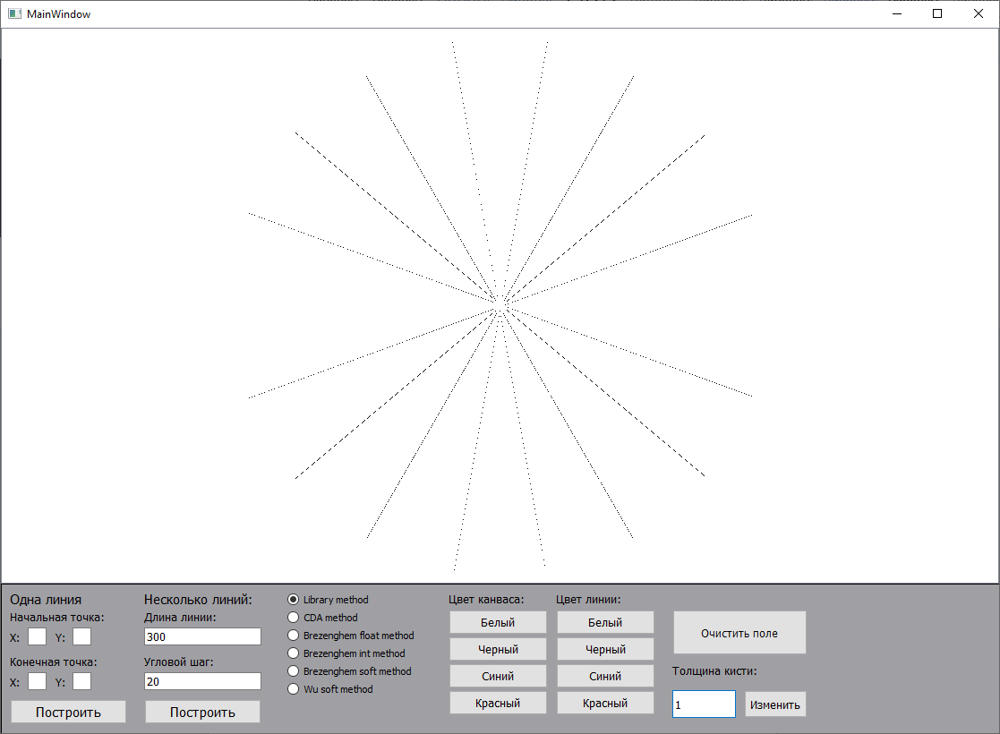 MainWindow
Одна линия
Начальная точка:
X: Y:
Конечная точка:
X: Y:
Построить
Несколько линий:
Длина линии:
300
Угловой шаг:
20
Построить
Library method
CDA method
Brezenghem float method
Brezenghem int method
Brezenghem soft method
Wu soft method
Цвет канваса:
Белый
Черный
Синий
Красный
Цвет линии:
Белый
Черный
Синий
Красный
Очистить поле
Толщина кисти:
1 Изменить